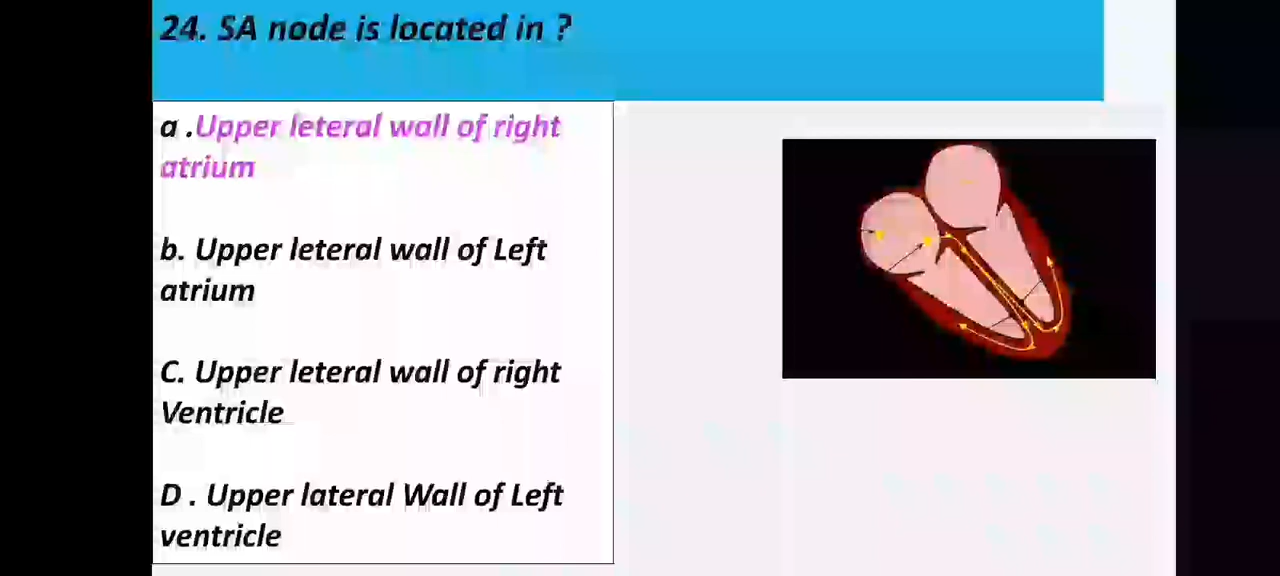 24. SA node is located in ?
a .Upper leteral wall of right
atrium
b. Upper leteral wall of Left
atrium
C. Upper leteral wall of right
Ventricle
D . Upper lateral Wall of Left
ventricle